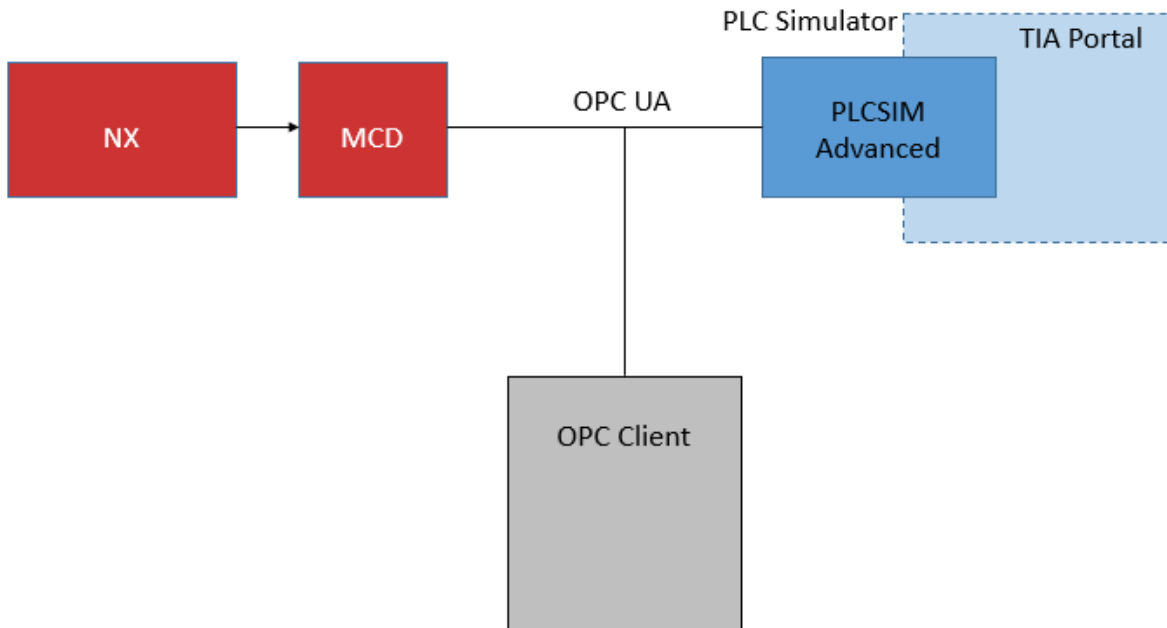 PLC Simulator
TIA Portal
NX
MCD
OPC UA
PLCSIM
Advanced
OPC Client